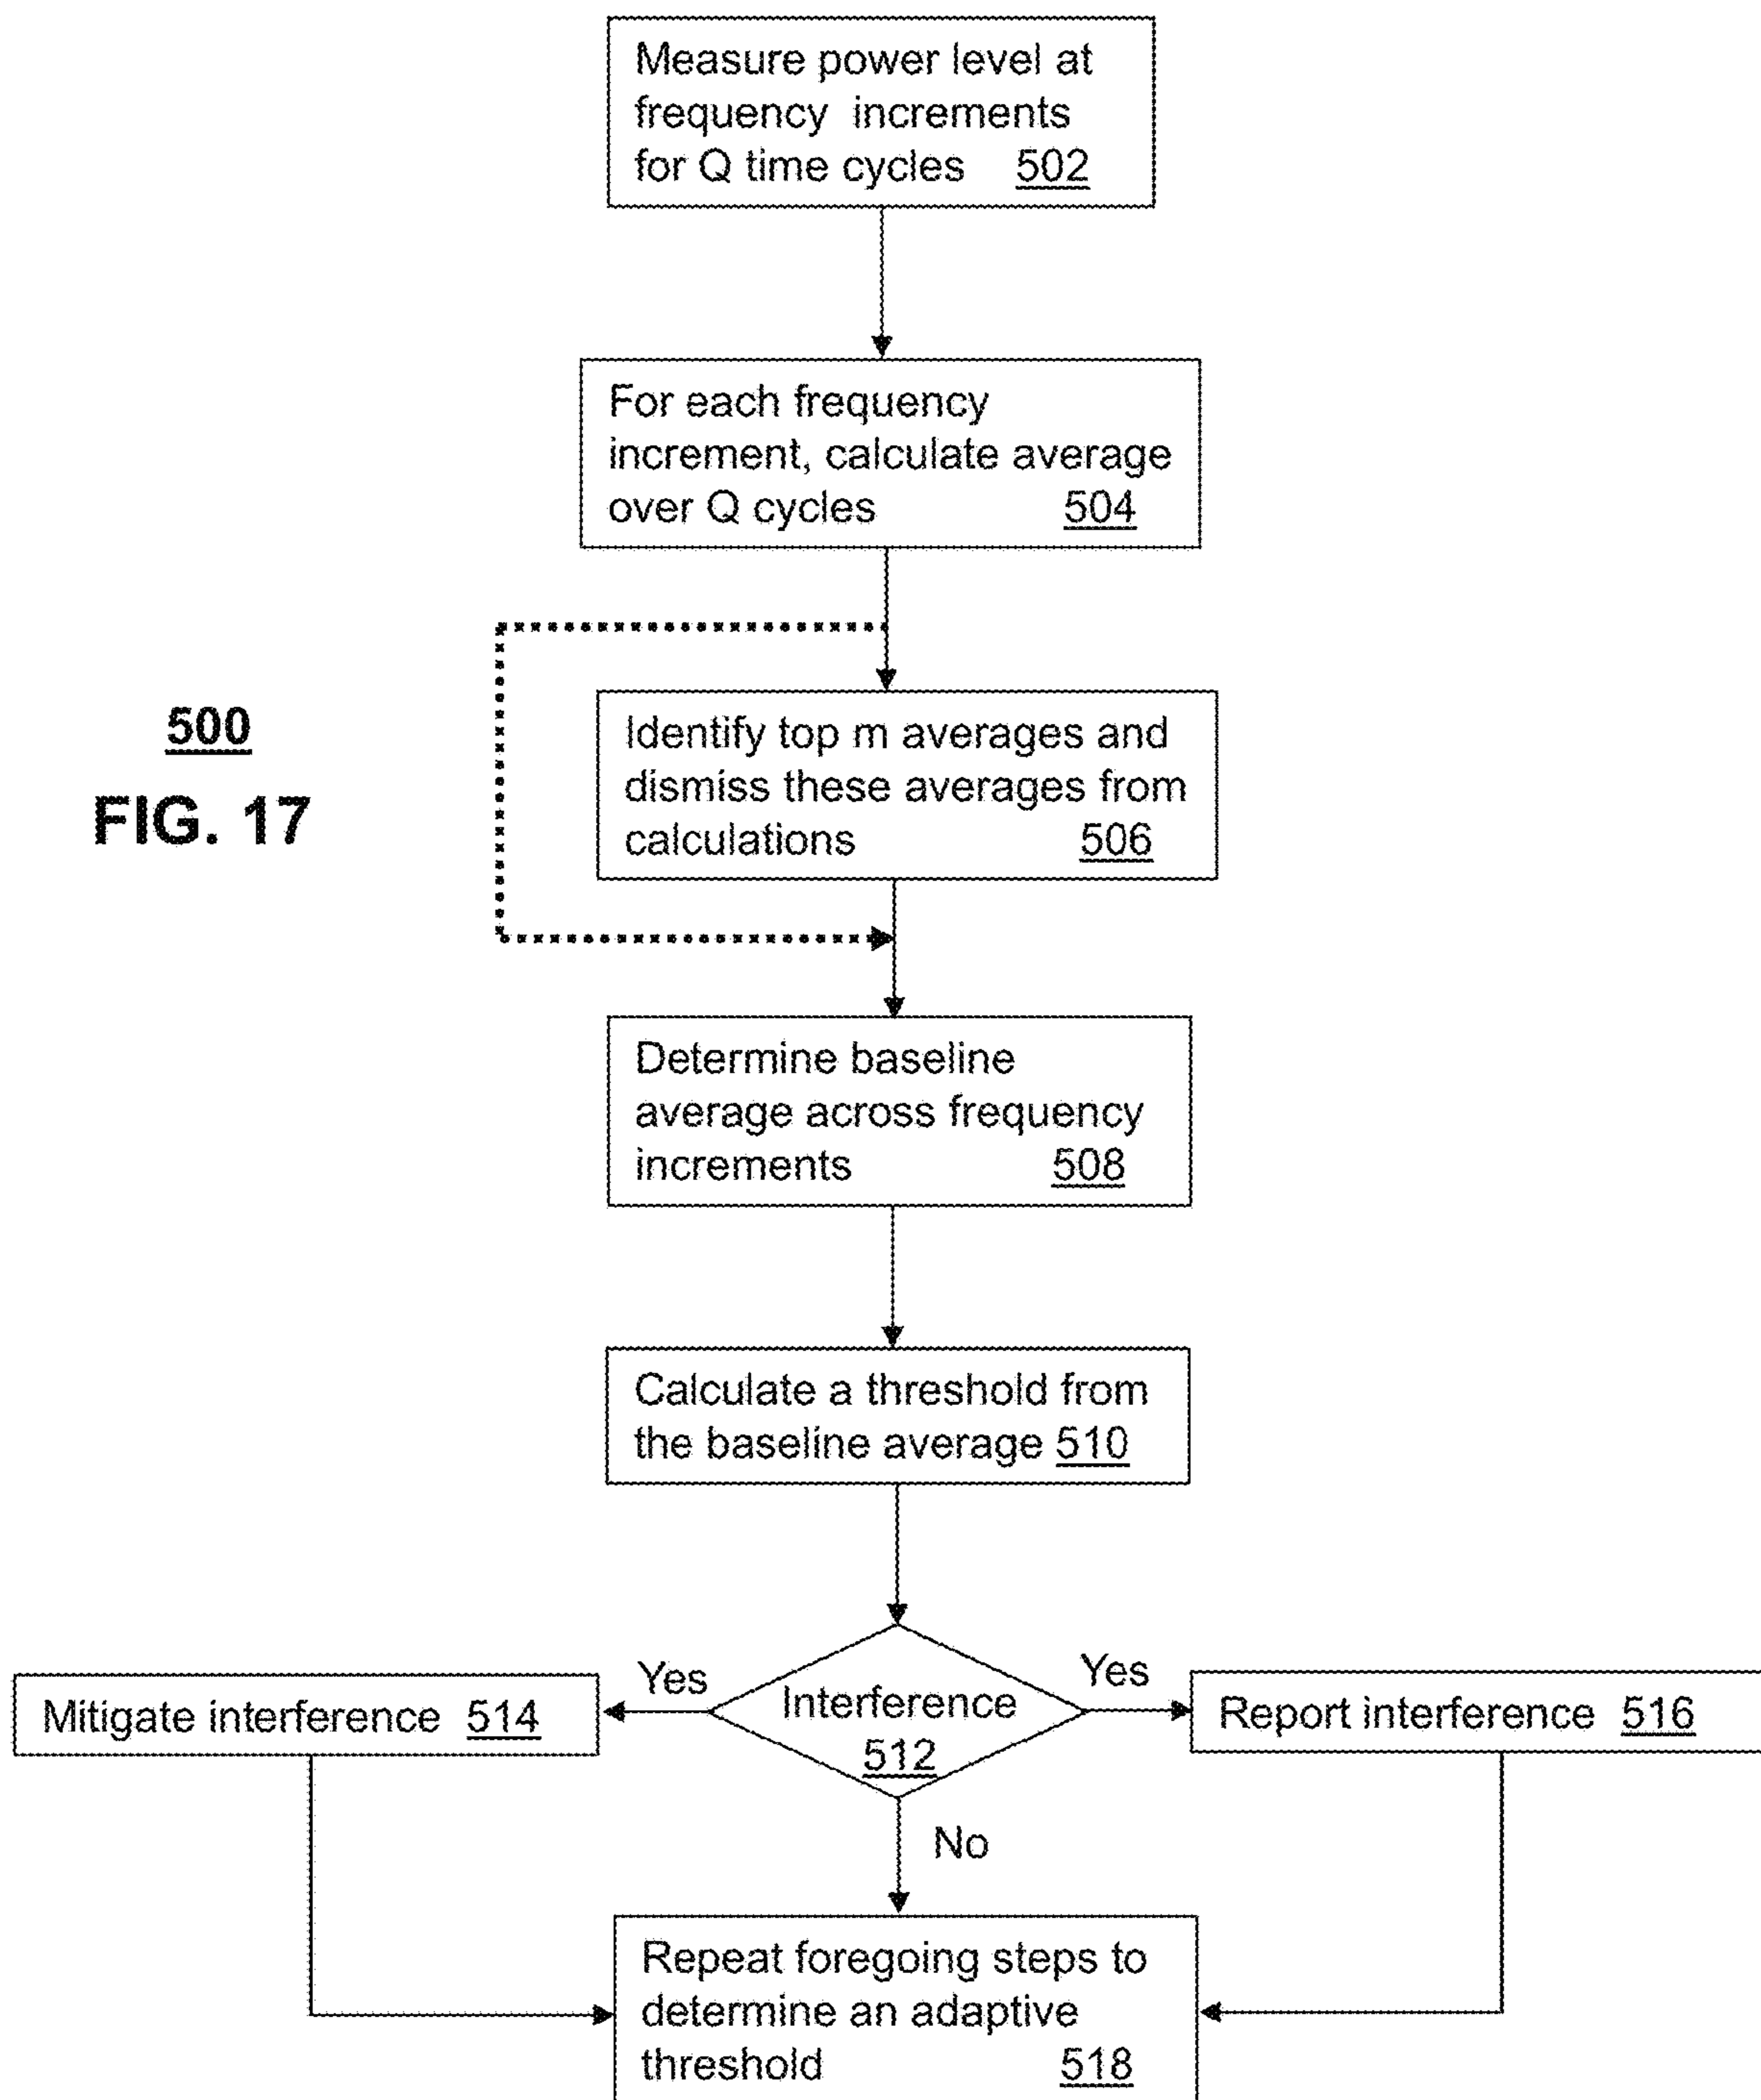 Measure power level at
frequency increments
for Q time cycles 502
For each frequency
increment, calculate average
over Q cycles 504
500
FIG. 17
Identify top m averages and
dismiss these averages from
calculations 506
Determine baseline
average across frequency
increments 508
Calculate a threshold from
the baseline average 510
Yes
Yes
Mitigate interference 514
Interference
512
Report interference 516
No
Repeat foregoing steps to
determine an adaptive
threshold 518